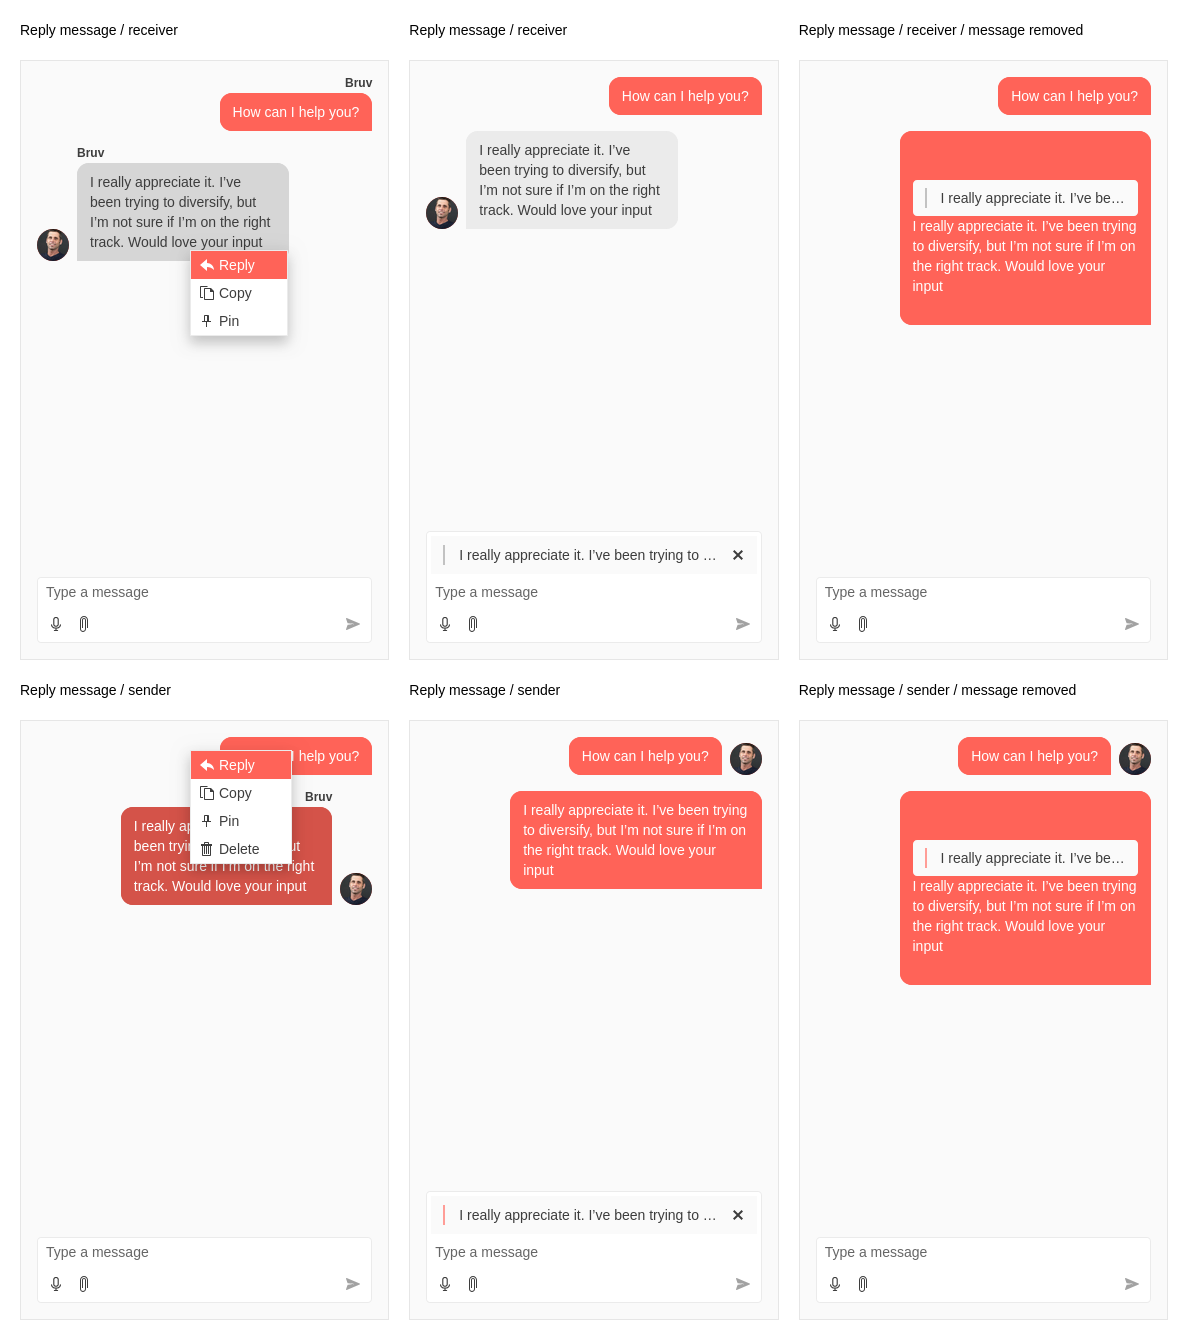 Reply message / receiver
Bruv
How can I help you?
Bruv
I really appreciate it. I’ve
been trying to diversify, but
I’m not sure if I’m on the right
track. Would love your input
Reply
Copy
Pin
Type a message
Reply message / receiver
How can I help you?
I really appreciate it. I’ve
been trying to diversify, but
I’m not sure if I’m on the right
track. Would love your input
I really appreciate it. I’ve been trying to …
Type a message
Reply message / receiver / message removed
How can I help you?
I really appreciate it. I’ve be…
I really appreciate it. I’ve been trying
to diversify, but I’m not sure if I’m on
the right track. Would love your
input
Type a message
Reply message / sender
I help you?
Reply
Copy
Pin
Delete
Bruv
I really
been
I’m not sure if I’m on the right
track. Would love your input
Type a message
Reply message / sender
How can I help you?
I really appreciate it. I’ve been trying
to diversify, but I’m not sure if I’m on
the right track. Would love your
input
I really appreciate it. I’ve been trying to …
Type a message
Reply message / sender / message removed
How can I help you?
I really appreciate it. I’ve be…
I really appreciate it. I’ve been trying
to diversify, but I’m not sure if I’m on
the right track. Would love your
input
Type a message